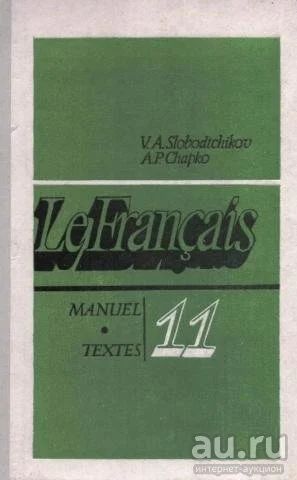 V.A.Slobodtchikov
A.P.Chapko
Le Français
MANUEL
•
TEXTES
11
au.ru
интернет-аукцион